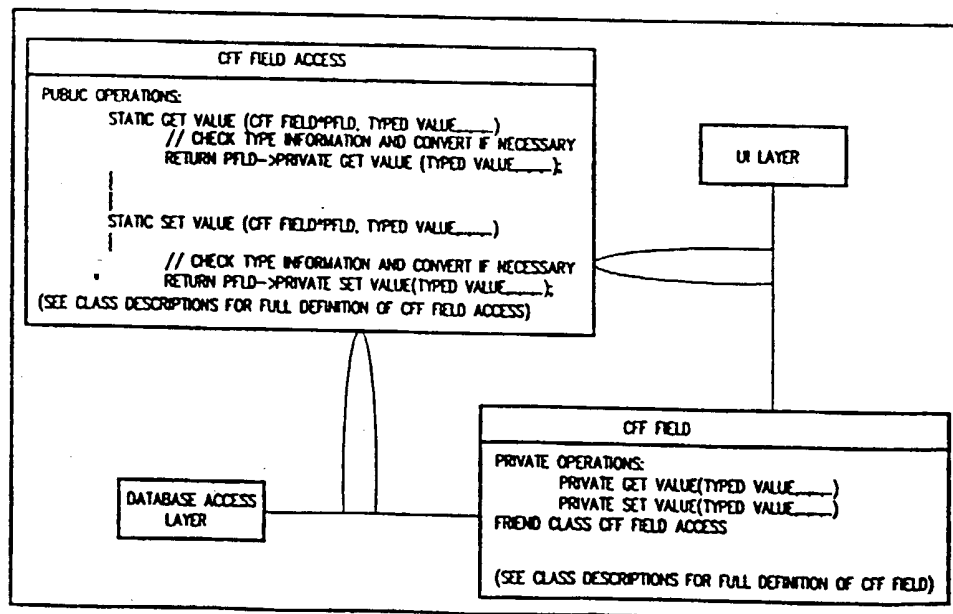 CFF FIELD ACCESS
PUBLIC OPERATIONS:
STATIC GET VALUE (CFF FIELD*PFLD, TYPED VALUE____)
// CHECK TYPE INFORMATION AND CONVERT IF NECESSARY
RETURN PFLD->PRIVATE GET VALUE (TYPED VALUE____);
STATIC SET VALUE (CFF FIELD*PFLD, TYPED VALUE____)
// CHECK TYPE INFORMATION AND CONVERT IF NECESSARY
RETURN PFLD->PRIVATE SET VALUE(TYPED VALUE____);
(SEE CLASS DESCRIPTIONS FOR FULL DEFINITION OF CFF FIELD ACCESS)
UI LAYER
DATABASE ACCESS
LAYER
CFF FIELD
PRIVATE OPERATIONS:
PRIVATE GET VALUE(TYPED VALUE____)
PRIVATE SET VALUE(TYPED VALUE____)
FRIEND CLASS CFF FIELD ACCESS
(SEE CLASS DESCRIPTIONS FOR FULL DEFINITION OF CFF FIELD)